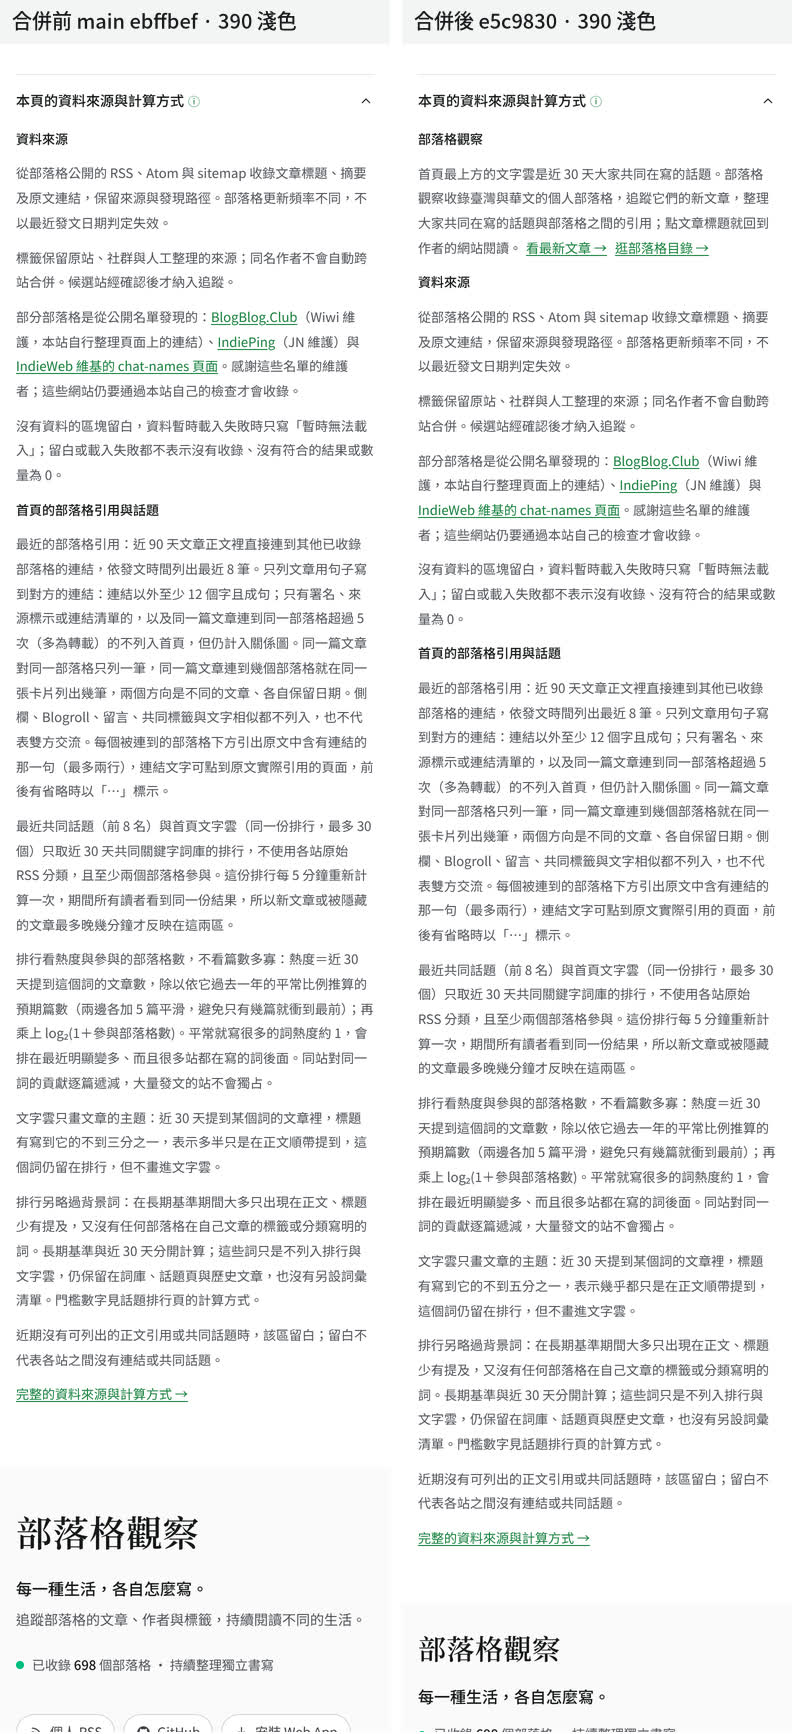 合併前 main ebffbef · 390 淺色
本頁的資料來源與計算方式 ⓘ
資料來源
從部落格公開的 RSS、Atom 與 sitemap 收錄文章標題、摘要
及原文連結，保留來源與發現路徑。部落格更新頻率不同，不
以最近發文日期判定失效。
標籤保留原站、社群與人工整理的來源；同名作者不會自動跨
站合併。候選站經確認後才納入追蹤。
部分部落格是從公開名單發現的：BlogBlog.Club（Wiwi 維
護，本站自行整理頁面上的連結）、IndiePing（JN 維護）與
IndieWeb 維基的 chat-names 頁面。感謝這些名單的維護
者；這些網站仍要通過本站自己的檢查才會收錄。
沒有資料的區塊留白，資料暫時載入失敗時只寫「暫時無法載
入」；留白或載入失敗都不表示沒有收錄、沒有符合的結果或數
量為 0。
首頁的部落格引用與話題
最近的部落格引用：近 90 天文章正文裡直接連到其他已收錄
部落格的連結，依發文時間列出最近 8 筆。只列文章用句子寫
到對方的連結：連結以外至少 12 個字且成句；只有署名、來
源標示或連結清單的，以及同一篇文章連到同一部落格超過 5
次（多為轉載）的不列入首頁，但仍計入關係圖。同一篇文章
對同一部落格只列一筆，同一篇文章連到幾個部落格就在同一
張卡片列出幾筆，兩個方向是不同的文章、各自保留日期。側
欄、Blogroll、留言、共同標籤與文字相似都不列入，也不代
表雙方交流。每個被連到的部落格下方引出原文中含有連結的
那一句（最多兩行），連結文字可點到原文實際引用的頁面，前
後有省略時以「…」標示。
最近共同話題（前 8 名）與首頁文字雲（同一份排行，最多 30
個）只取近 30 天共同關鍵字詞庫的排行，不使用各站原始
RSS 分類，且至少兩個部落格參與。這份排行每 5 分鐘重新計
算一次，期間所有讀者看到同一份結果，所以新文章或被隱藏
的文章最多晚幾分鐘才反映在這兩區。
排行看熱度與參與的部落格數，不看篇數多寡：熱度＝近 30
天提到這個詞的文章數，除以依它過去一年的平常比例推算的
預期篇數（兩邊各加 5 篇平滑，避免只有幾篇就衝到最前）；再
乘上 log₂(1＋參與部落格數)。平常就寫很多的詞熱度約 1，會
排在最近明顯變多、而且很多站都在寫的詞後面。同站對同一
詞的貢獻逐篇遞減，大量發文的站不會獨占。
文字雲只畫文章的主題：近 30 天提到某個詞的文章裡，標題
有寫到它的不到三分之一，表示多半只是在正文順帶提到，這
個詞仍留在排行，但不畫進文字雲。
排行另略過背景詞：在長期基準期間大多只出現在正文、標題
少有提及，又沒有任何部落格在自己文章的標籤或分類寫明的
詞。長期基準與近 30 天分開計算；這些詞只是不列入排行與
文字雲，仍保留在詞庫、話題頁與歷史文章，也沒有另設詞彙
清單。門檻數字見話題排行頁的計算方式。
近期沒有可列出的正文引用或共同話題時，該區留白；留白不
代表各站之間沒有連結或共同話題。
完整的資料來源與計算方式 →
部落格觀察
每一種生活，各自怎麼寫。
追蹤部落格的文章、作者與標籤，持續閱讀不同的生活。
已收錄 698 個部落格 · 持續整理獨立書寫
個人 RSS GitHub 安裝 Web App
合併後 e5c9830 · 390 淺色
本頁的資料來源與計算方式 ⓘ
部落格觀察
首頁最上方的文字雲是近 30 天大家共同在寫的話題。部落格
觀察收錄臺灣與華文的個人部落格，追蹤它們的新文章，整理
大家共同在寫的話題與部落格之間的引用；點文章標題就回到
作者的網站閱讀。 看最新文章 → 逛部落格目錄 →
資料來源
從部落格公開的 RSS、Atom 與 sitemap 收錄文章標題、摘要
及原文連結，保留來源與發現路徑。部落格更新頻率不同，不
以最近發文日期判定失效。
標籤保留原站、社群與人工整理的來源；同名作者不會自動跨
站合併。候選站經確認後才納入追蹤。
部分部落格是從公開名單發現的：BlogBlog.Club（Wiwi 維
護，本站自行整理頁面上的連結）、IndiePing（JN 維護）與
IndieWeb 維基的 chat-names 頁面。感謝這些名單的維護
者；這些網站仍要通過本站自己的檢查才會收錄。
沒有資料的區塊留白，資料暫時載入失敗時只寫「暫時無法載
入」；留白或載入失敗都不表示沒有收錄、沒有符合的結果或數
量為 0。
首頁的部落格引用與話題
最近的部落格引用：近 90 天文章正文裡直接連到其他已收錄
部落格的連結，依發文時間列出最近 8 筆。只列文章用句子寫
到對方的連結：連結以外至少 12 個字且成句；只有署名、來
源標示或連結清單的，以及同一篇文章連到同一部落格超過 5
次（多為轉載）的不列入首頁，但仍計入關係圖。同一篇文章
對同一部落格只列一筆，同一篇文章連到幾個部落格就在同一
張卡片列出幾筆，兩個方向是不同的文章、各自保留日期。側
欄、Blogroll、留言、共同標籤與文字相似都不列入，也不代
表雙方交流。每個被連到的部落格下方引出原文中含有連結的
那一句（最多兩行），連結文字可點到原文實際引用的頁面，前
後有省略時以「…」標示。
最近共同話題（前 8 名）與首頁文字雲（同一份排行，最多 30
個）只取近 30 天共同關鍵字詞庫的排行，不使用各站原始
RSS 分類，且至少兩個部落格參與。這份排行每 5 分鐘重新計
算一次，期間所有讀者看到同一份結果，所以新文章或被隱藏
的文章最多晚幾分鐘才反映在這兩區。
排行看熱度與參與的部落格數，不看篇數多寡：熱度＝近 30
天提到這個詞的文章數，除以依它過去一年的平常比例推算的
預期篇數（兩邊各加 5 篇平滑，避免只有幾篇就衝到最前）；再
乘上 log₂(1＋參與部落格數)。平常就寫很多的詞熱度約 1，會
排在最近明顯變多、而且很多站都在寫的詞後面。同站對同一
詞的貢獻逐篇遞減，大量發文的站不會獨占。
文字雲只畫文章的主題：近 30 天提到某個詞的文章裡，標題
有寫到它的不到五分之一，表示幾乎都只是在正文順帶提到，
這個詞仍留在排行，但不畫進文字雲。
排行另略過背景詞：在長期基準期間大多只出現在正文、標題
少有提及，又沒有任何部落格在自己文章的標籤或分類寫明的
詞。長期基準與近 30 天分開計算；這些詞只是不列入排行與
文字雲，仍保留在詞庫、話題頁與歷史文章，也沒有另設詞彙
清單。門檻數字見話題排行頁的計算方式。
近期沒有可列出的正文引用或共同話題時，該區留白；留白不
代表各站之間沒有連結或共同話題。
完整的資料來源與計算方式 →
部落格觀察
每一種生活，各自怎麼寫。
已收錄 698 個部落格 · 持續整理獨立書寫